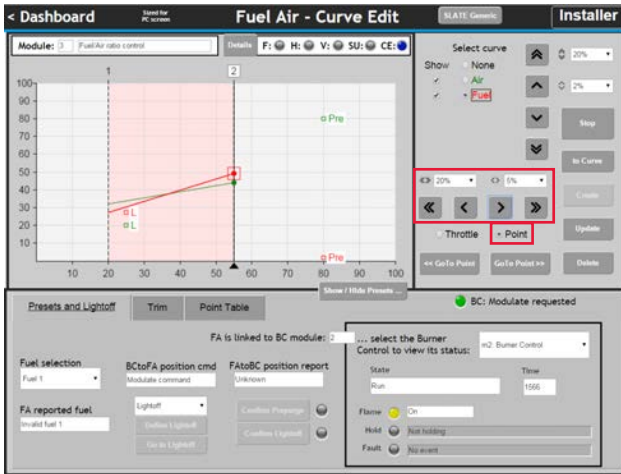 < Dashboard
Sized for
PC screen
Fuel Air - Curve Edit
SLATE Generic
Installer
Module: 3 Fuel/Air ratio control
Details
F: H: V: SU: CE:
1
2
100
90
80
70
60
50
40
30
20
10
Pre
L
L
Pre
10 20 30 40 50 60 70 80 90 100
Select curve
Show
None
Air
Fuel
20%
2%
Stop
In Curve
20%
5%
Create
Throttle
Point
Update
<< GoTo Point
GoTo Point >>
Delete
Show / Hide Presets ...
Presets and Lightoff
Trim
Point Table
BC: Modulate requested
FA is linked to BC module: 2
... select the Burner
Control to view its status:
m2: Burner Control
Fuel selection
Fuel 1
BCtoFA position cmd
Modulate command
FAtoBC position report
Unknown
State
Run
Time
1566
FA reported fuel
Invalid fuel 1
Lightoff
Define Lightoff
Go to Lightoff
Confirm Prepurge
Confirm Lightoff
Flame
On
Hold
Not holding
Fault
No event